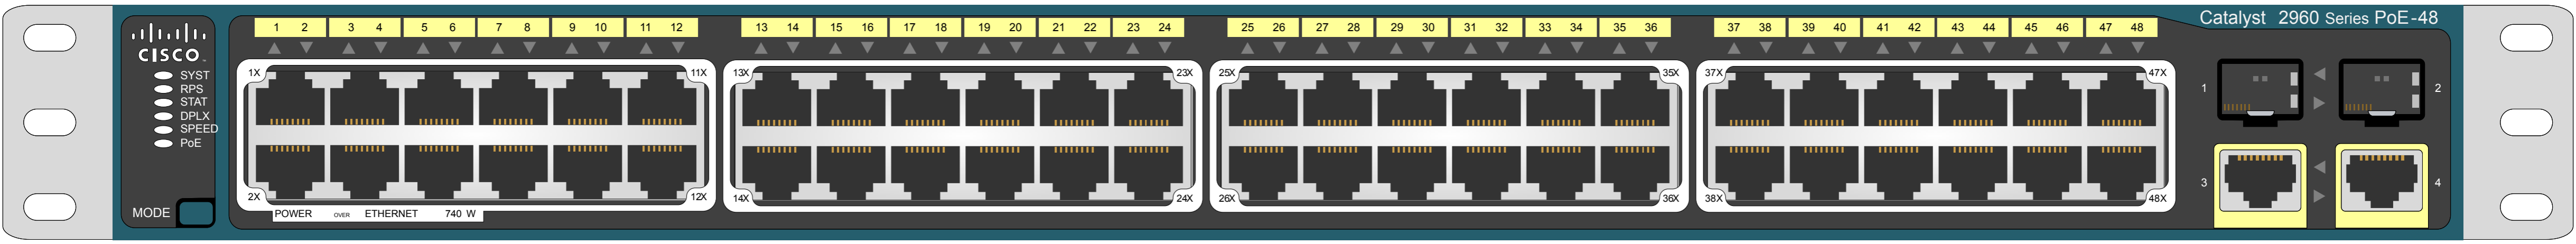 1 2 3 4 5 6 7 8 9 10 11 12 13 14 15 16 17 18 19 20 21 22 23 24 25 26 27 28 29 30 31 32 33 34 35 36 37 38 39 40 41 42 43 44 45 46 47 48
Catalyst 2960 Series PoE-48
CISCO
SYST
RPS
STAT
DPLX
SPEED
PoE
MODE
1X 11X 13X 23X 25X 35X 37X 47X
2X 12X 14X 24X 26X 36X 38X 48X
POWER OVER ETHERNET 740 W
1 2
3 4